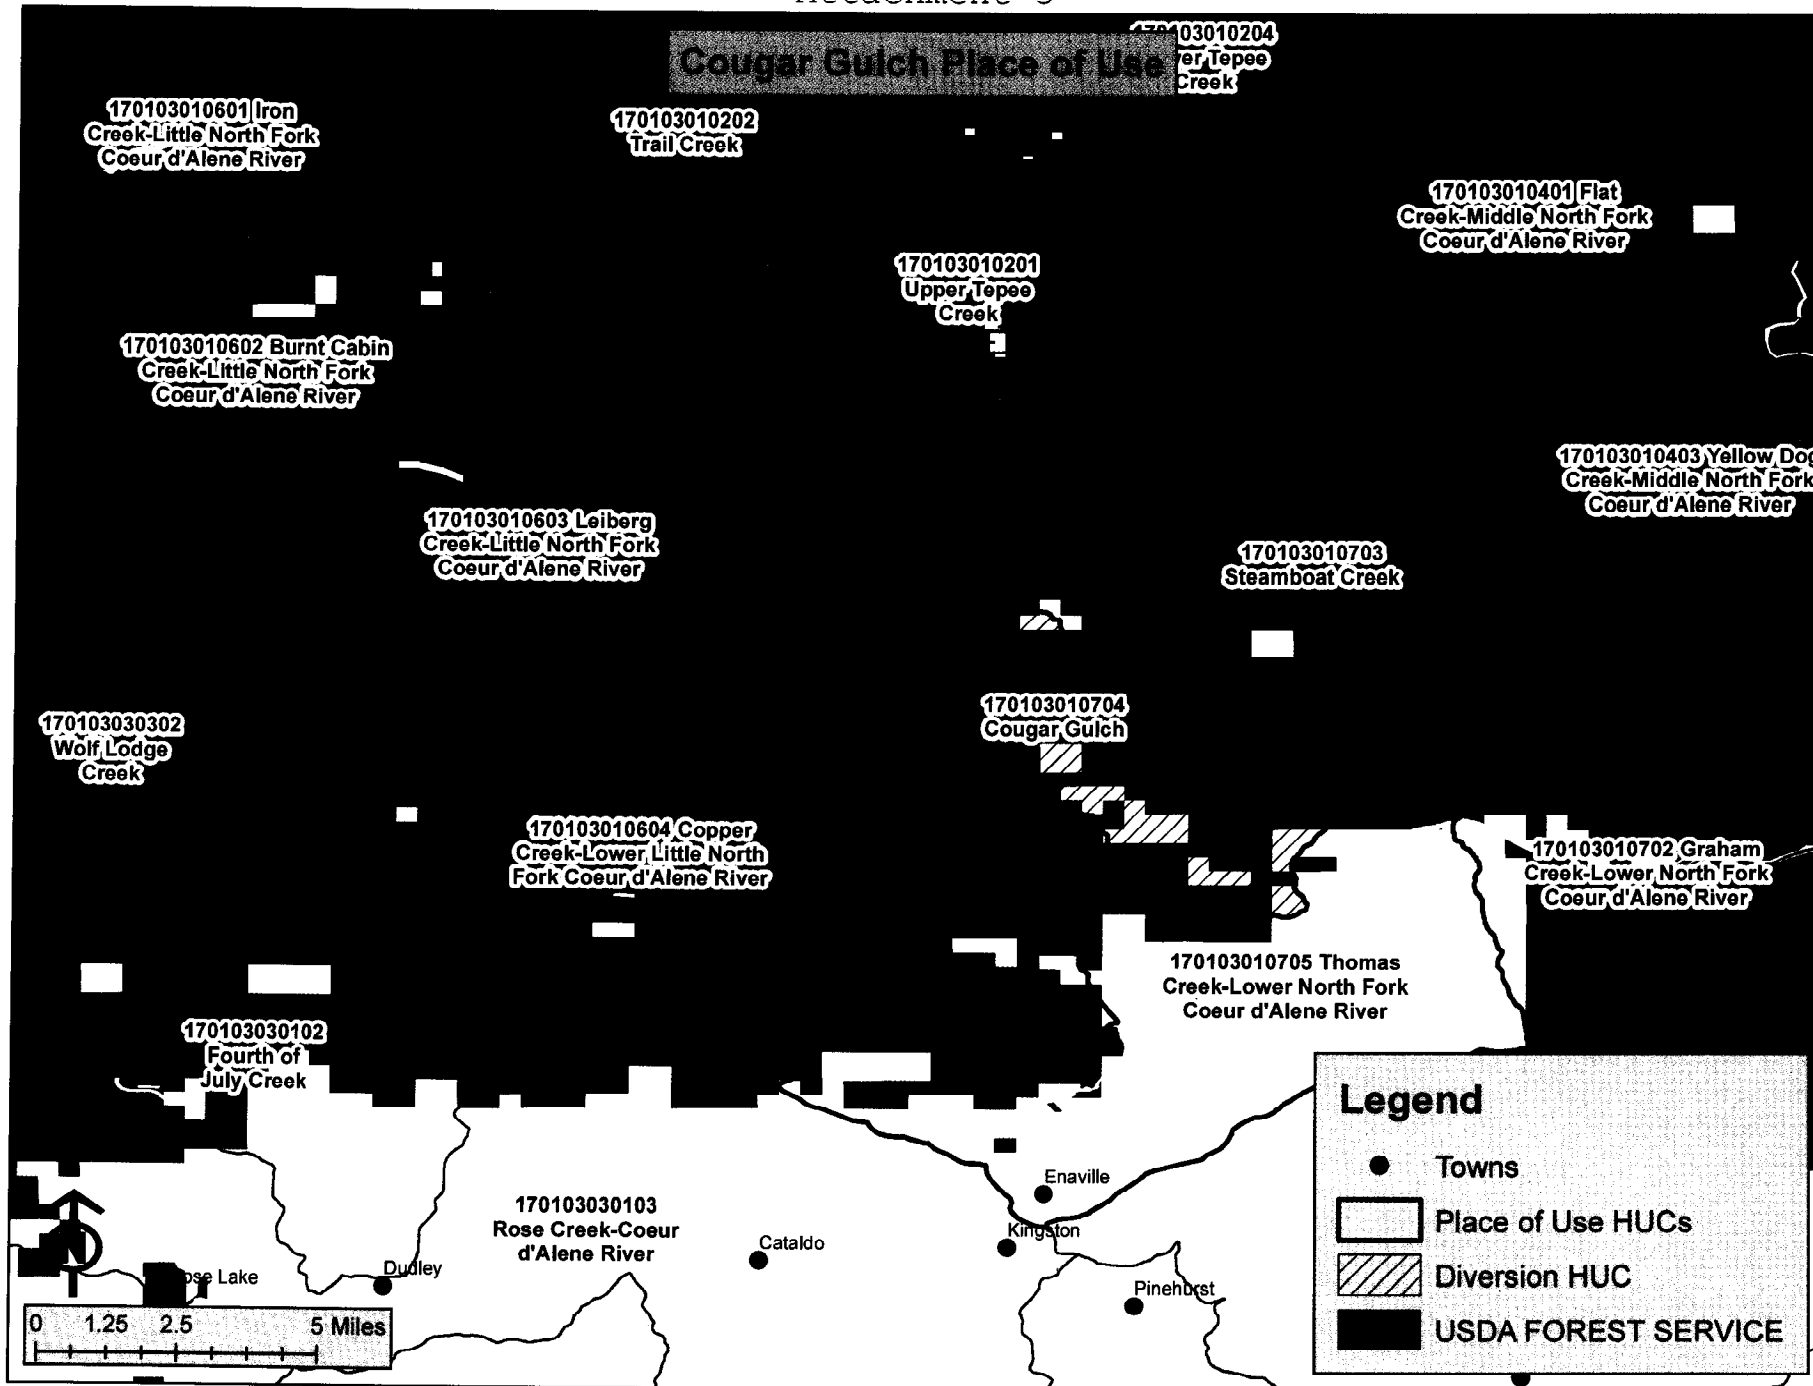 Cougar Gulch Place of Use
170103010601 Iron
Creek-Little North Fork
Coeur d'Alene River
170103010202
Trail Creek
Creek
170103010401 Flat
Creek-Middle North Fork
Coeur d'Alene River
170103010201
Upper Tepee
Creek
170103010602 Burnt Cabin
Creek-Little North Fork
Coeur d'Alene River
170103010403 Yellow Dog
Creek-Middle North Fork
Coeur d'Alene River
170103010603 Leiberg
Creek-Little North Fork
Coeur d'Alene River
170103010703
Steamboat Creek
170103010704
Cougar Gulch
170103030302
Wolf Lodge
Creek
170103010604 Copper
Creek-Lower Little North
Fork Coeur d'Alene River
170103010702 Graham
Creek-Lower North Fork
Coeur d'Alene River
170103010705 Thomas
Creek-Lower North Fork
Coeur d'Alene River
170103030102
Fourth of
July Creek
170103030103
Rose Creek-Coeur
d'Alene River
Enaville
Kingston
Cataldo
Dudley
Lake
Pinehurst
N
0 1.25 2.5 5 Miles
Legend
Towns
Place of Use HUCs
Diversion HUC
USDA FOREST SERVICE